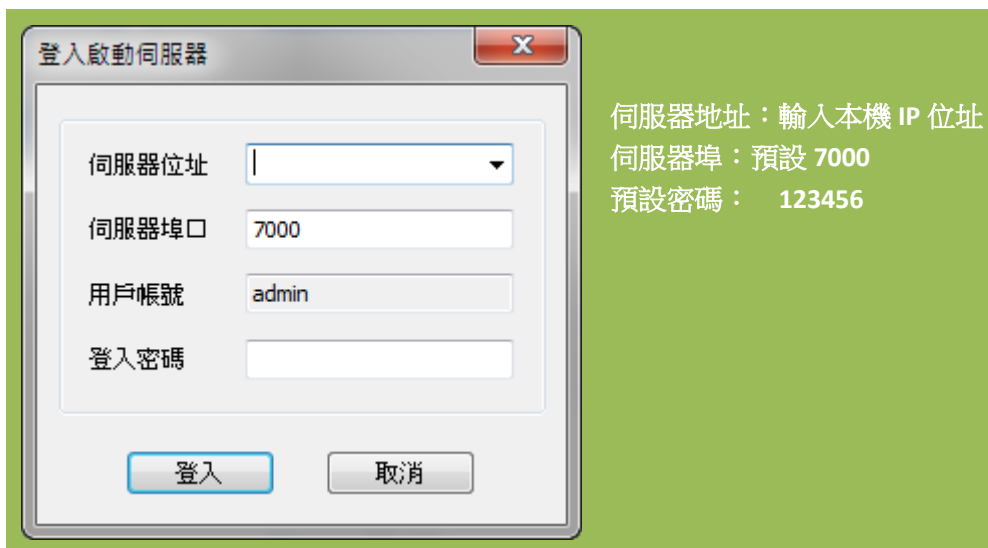 登入啟動伺服器
伺服器位址
伺服器埠口 7000
用戶帳號 admin
登入密碼
登入 取消
伺服器地址：輸入本機 IP 位址
伺服器埠：預設 7000
預設密碼： 123456